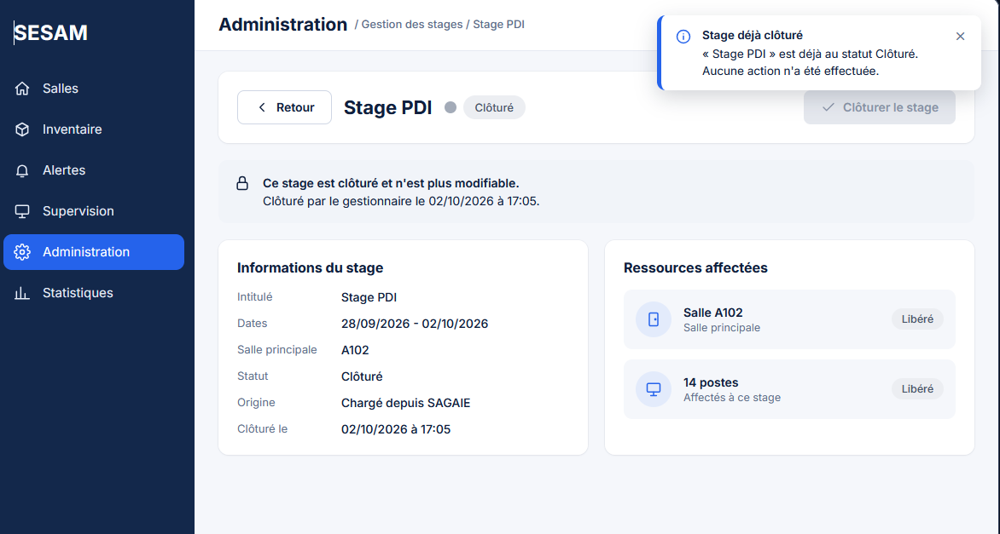 SESAM
Salles
Inventaire
Alertes
Supervision
Administration
Statistiques
Administration / Gestion des stages / Stage PDI
Stage déjà clôturé
« Stage PDI » est déjà au statut Clôturé.
Aucune action n'a été effectuée.
Retour
Stage PDI
Clôturé
Clôturer le stage
Ce stage est clôturé et n'est plus modifiable.
Clôturé par le gestionnaire le 02/10/2026 à 17:05.
Informations du stage
Intitulé Stage PDI
Dates 28/09/2026 - 02/10/2026
Salle principale A102
Statut Clôturé
Origine Chargé depuis SAGAIE
Clôturé le 02/10/2026 à 17:05
Ressources affectées
Salle A102
Salle principale
Libéré
14 postes
Affectés à ce stage
Libéré